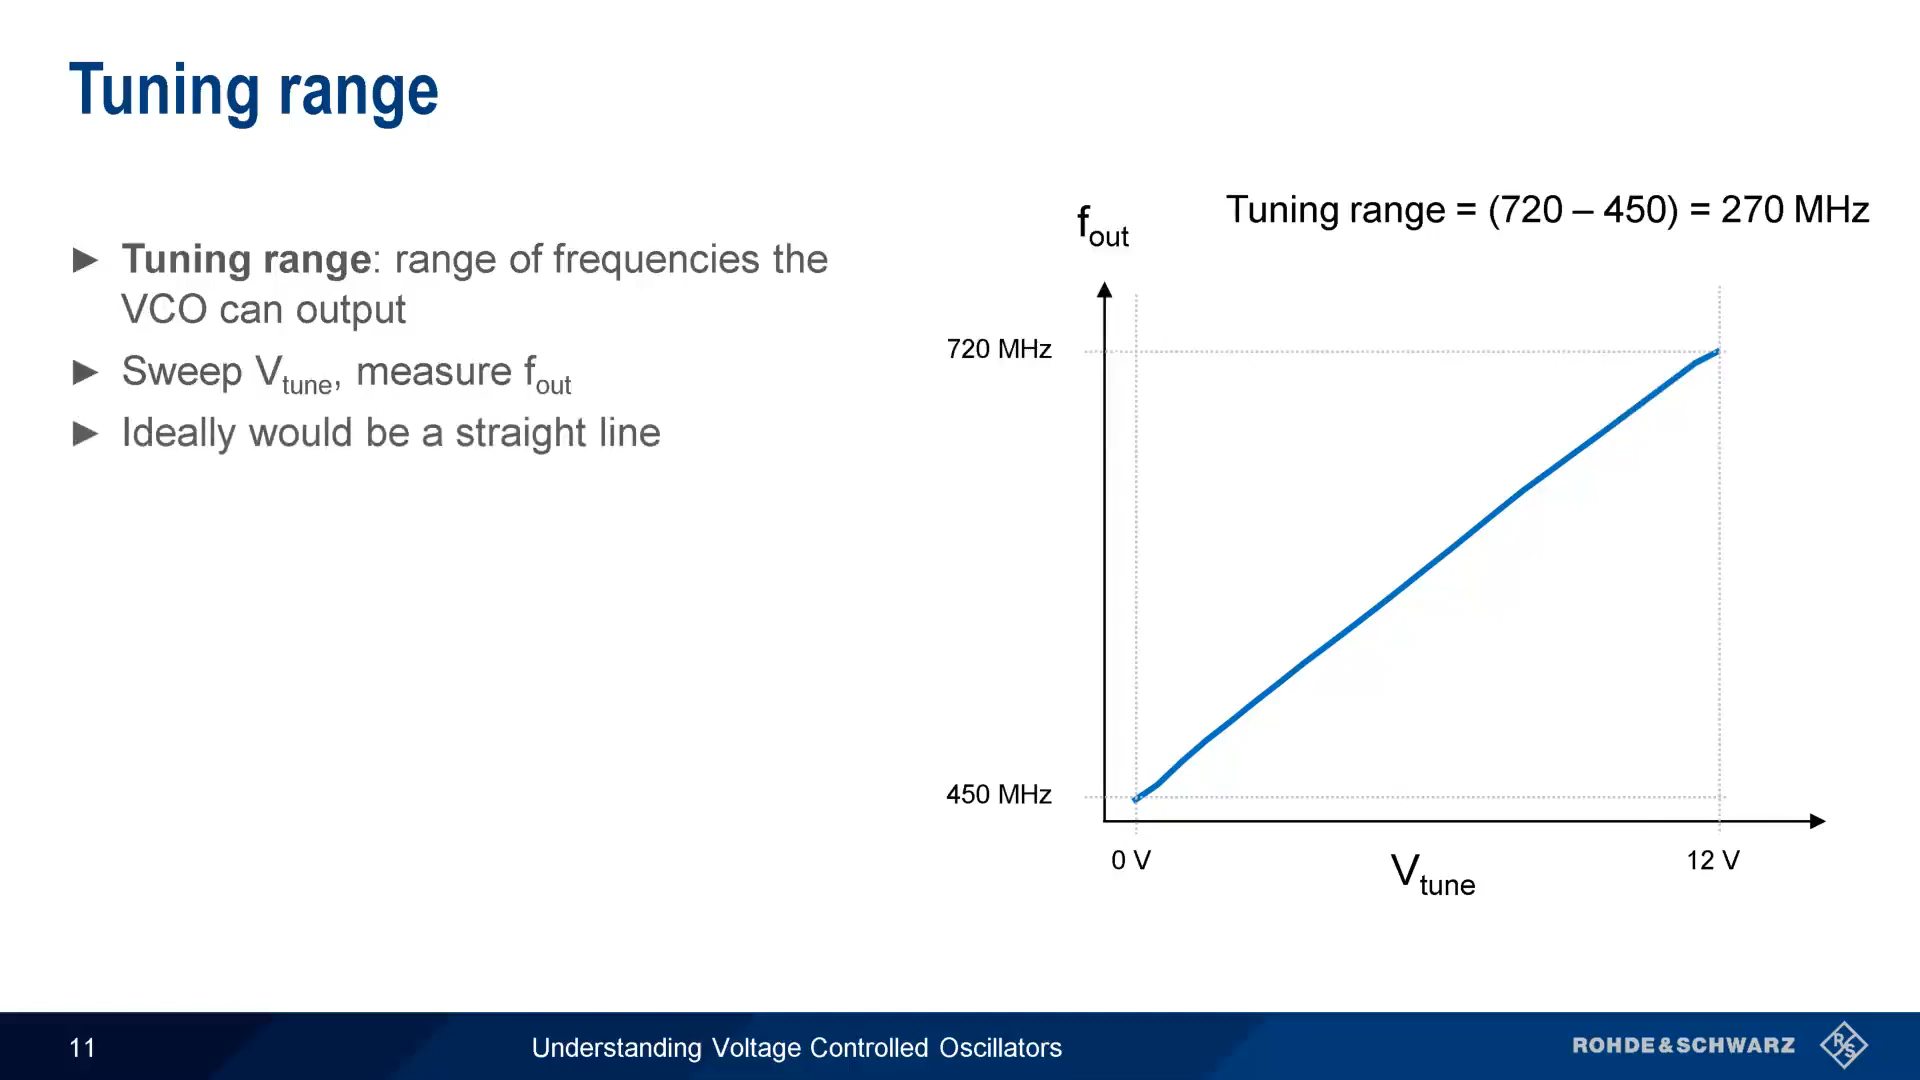 Tuning range
► Tuning range: range of frequencies the
VCO can output
► Sweep Vtune, measure fout
► Ideally would be a straight line
Tuning range = (720 – 450) = 270 MHz
fout
720 MHz
450 MHz
0 V
Vtune
12 V
11
Understanding Voltage Controlled Oscillators
ROHDE&SCHWARZ
R S